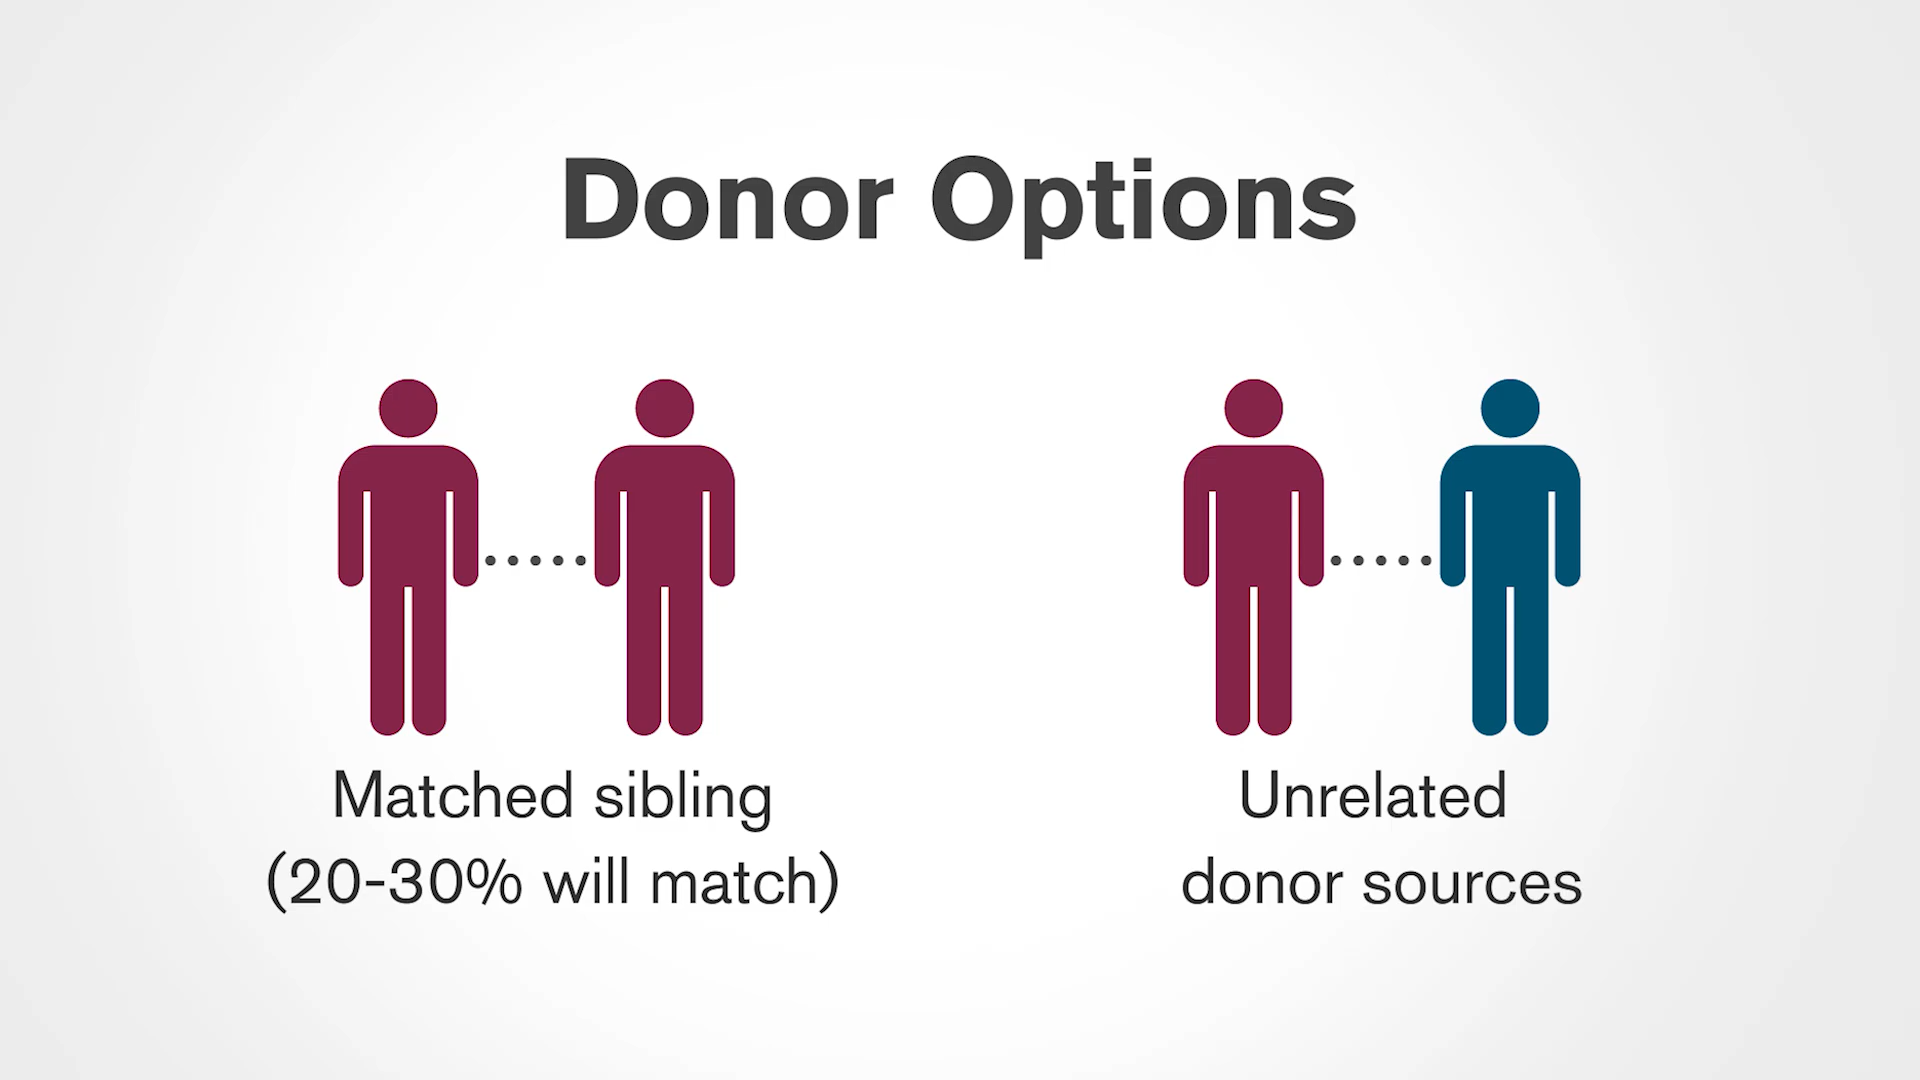 Donor Options
Matched sibling
(20-30% will match)
Unrelated
donor sources